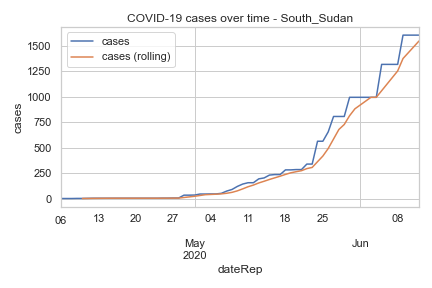 COVID-19 cases over time - South_Sudan
cases
cases (rolling)
cases
1500
1250
1000
750
500
250
0
06 13 20 27 04 11 18 25 08
May Jun
2020
dateRep